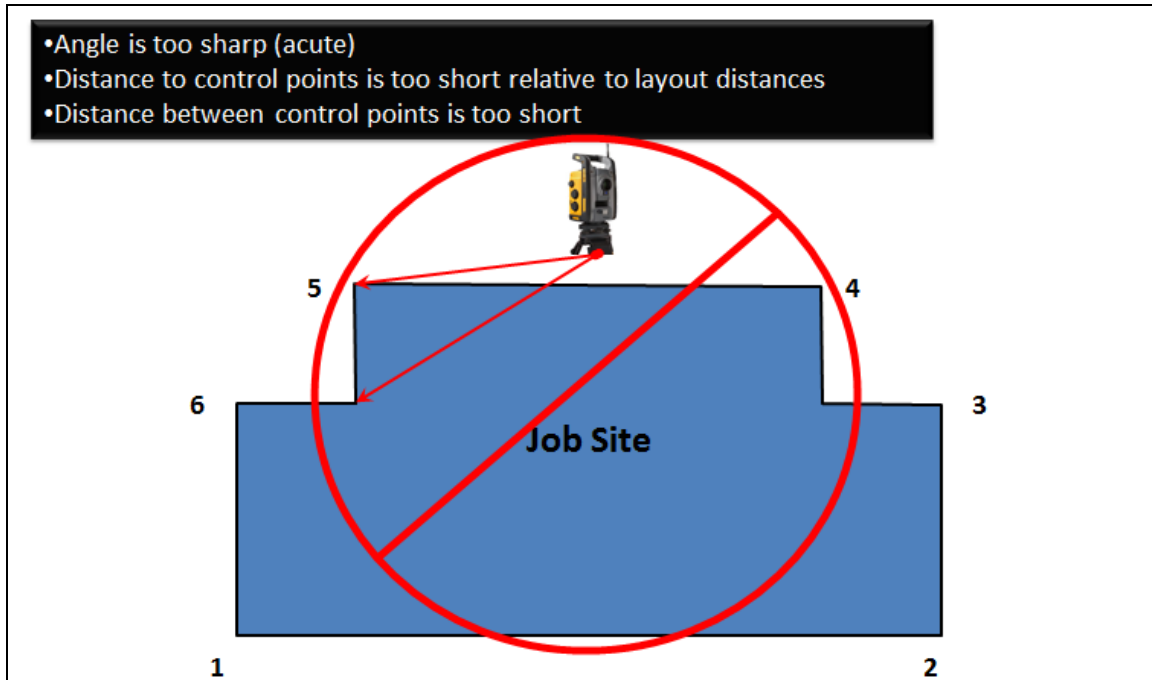 •Angle is too sharp (acute)
•Distance to control points is too short relative to layout distances
•Distance between control points is too short
5
4
6
3
Job Site
1
2